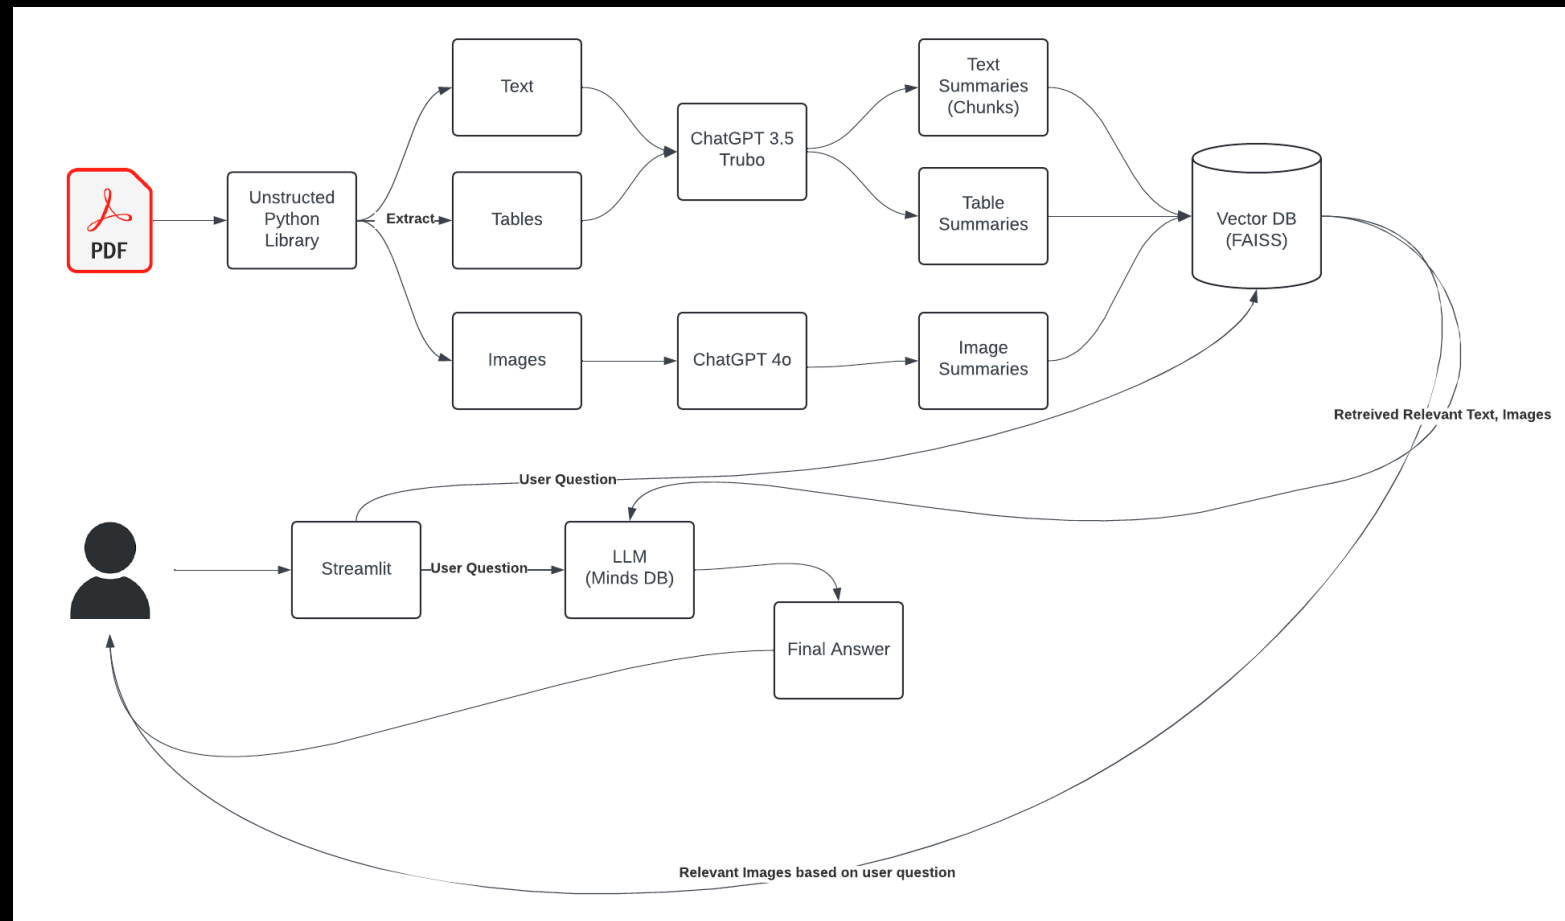 Text
Text
Summaries
(Chunks)
ChatGPT 3.5
Trubo
PDF
Unstructed
Python
Library
Extract
Tables
Table
Summaries
Vector DB
(FAISS)
Images
ChatGPT 4o
Image
Summaries
Retreived Relevant Text, Images
User Question
Streamlit
User Question
LLM
(Minds DB)
Final Answer
Relevant Images based on user question